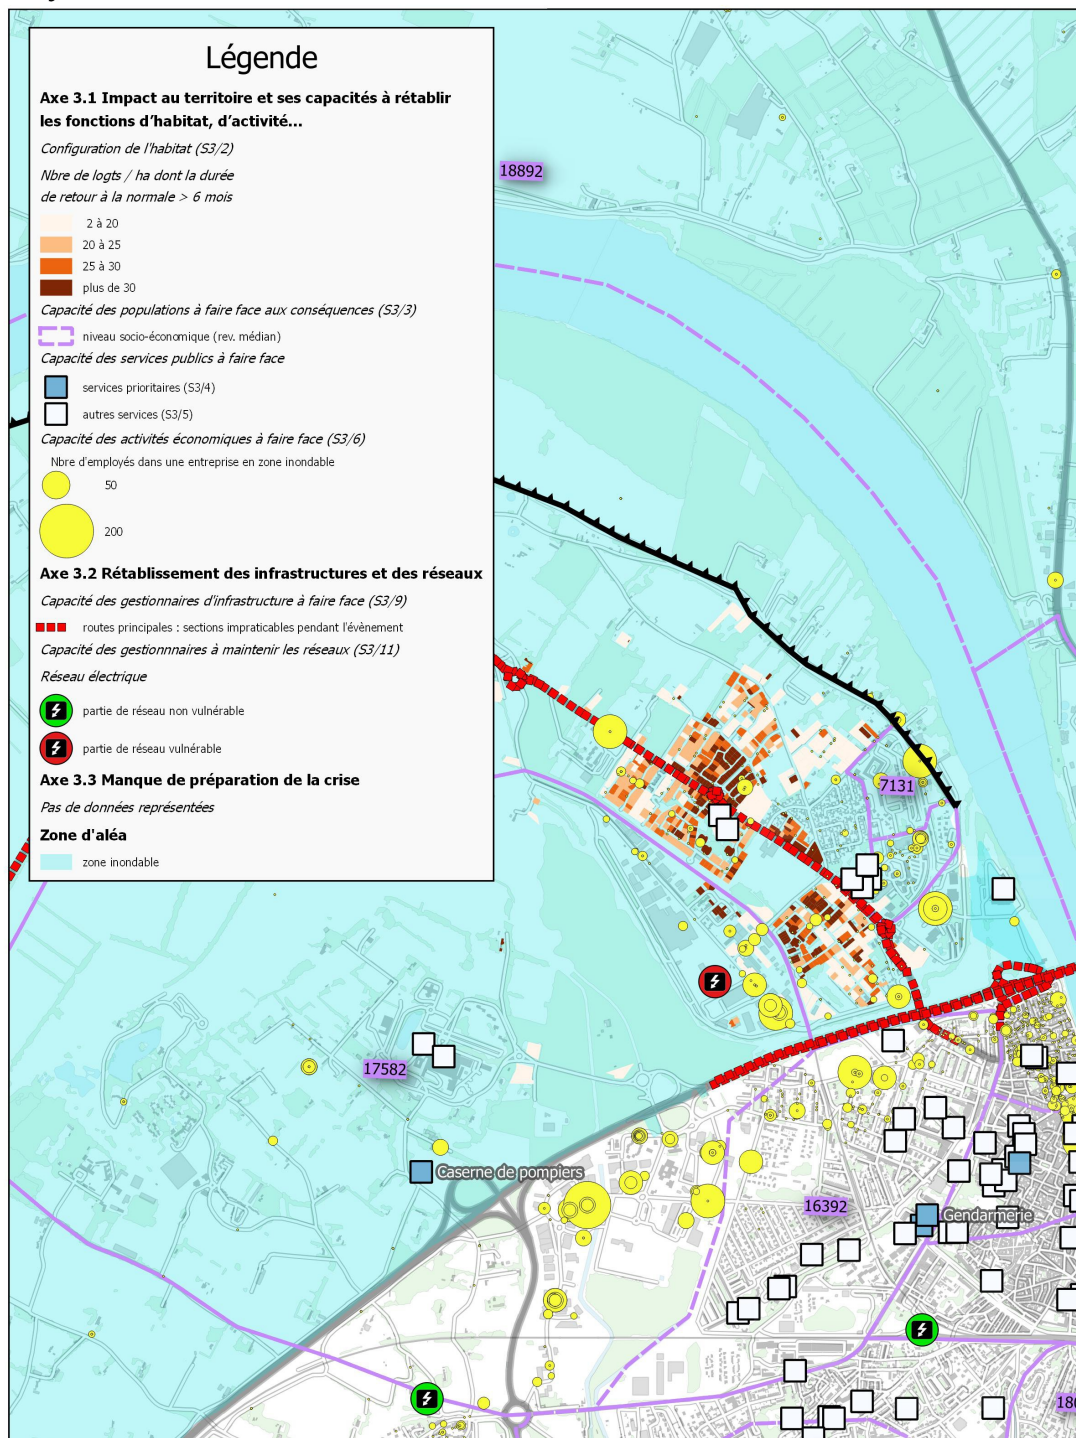 Légende
Axe 3.1 Impact au territoire et ses capacités à rétablir
les fonctions d'habitat, d'activité...
Configuration de l'habitat (S3/2)
Nbre de logts / ha dont la durée
de retour à la normale > 6 mois
2 à 20
20 à 25
25 à 30
plus de 30
Capacité des populations à faire face aux conséquences (S3/3)
niveau socio-économique (rev. médian)
Capacité des services publics à faire face
services prioritaires (S3/4)
autres services (S3/5)
Capacité des activités économiques à faire face (S3/6)
Nbre d'employés dans une entreprise en zone inondable
50
200
Axe 3.2 Rétablissement des infrastructures et des réseaux
Capacité des gestionnaires d'infrastructure à faire face (S3/9)
routes principales : sections impraticables pendant l'évènement
Capacité des gestionnnaires à maintenir les réseaux (S3/11)
Réseau électrique
partie de réseau non vulnérable
partie de réseau vulnérable
Axe 3.3 Manque de préparation de la crise
Pas de données représentées
Zone d'aléa
zone inondable
18892
7131
17582
Caserne de pompiers
16392
Gendarmerie